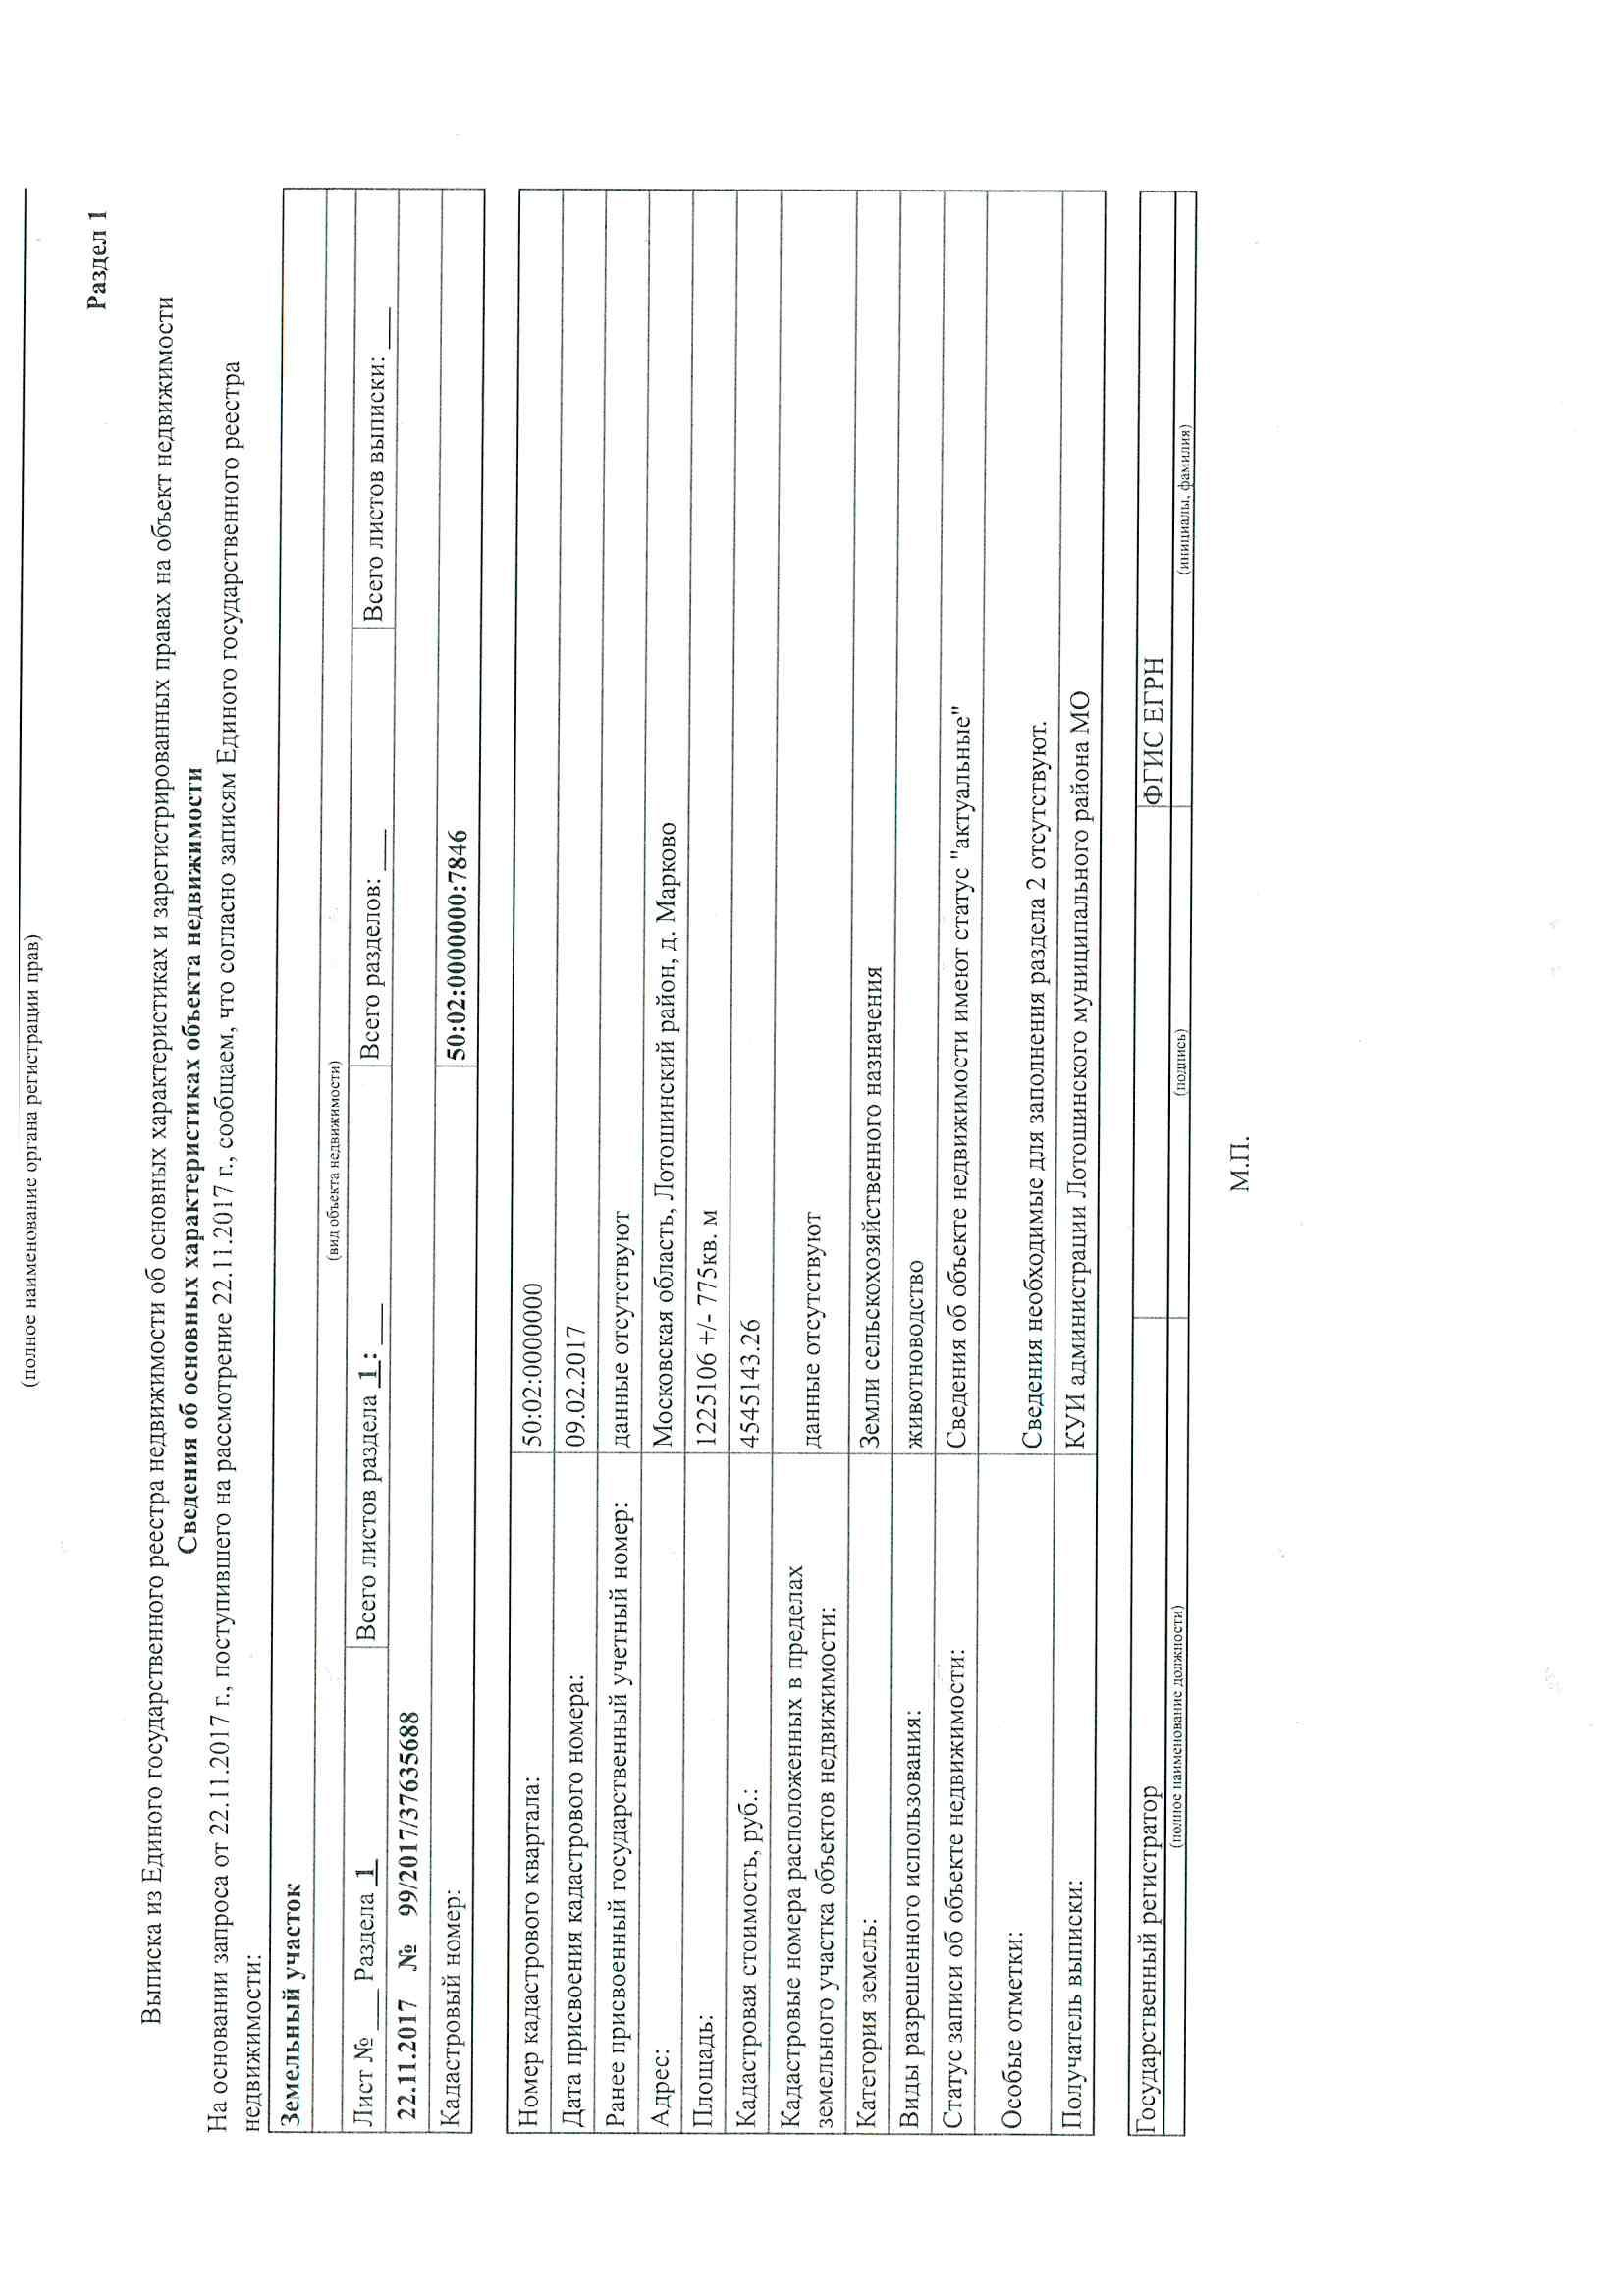 (полное наименование органа регистрации прав)
Раздел 1
Выписка из Единого государственного реестра недвижимости об основных характеристиках и зарегистрированных правах на объект недвижимости
Сведения об основных характеристиках объекта недвижимости
На основании запроса от 22.11.2017 г., поступившего на рассмотрение 22.11.2017 г., сообщаем, что согласно записям Единого государственного реестра
недвижимости:
Земельный участок
(вид объекта недвижимости)
Лист № ___ Раздела 1 Всего листов раздела 1 : ___ Всего разделов: ___ Всего листов выписки: ___
22.11.2017 № 99/2017/37635688
Кадастровый номер: 50:02:0000000:7846
Номер кадастрового квартала: 50:02:0000000
Дата присвоения кадастрового номера: 09.02.2017
Ранее присвоенный государственный учетный номер: данные отсутствуют
Адрес: Московская область, Лотошинский район, д. Марково
Площадь: 1225106 +/- 775кв. м
Кадастровая стоимость, руб.: 4545143.26
Кадастровые номера расположенных в пределах
земельного участка объектов недвижимости: данные отсутствуют
Категория земель: Земли сельскохозяйственного назначения
Виды разрешенного использования: животноводство
Статус записи об объекте недвижимости: Сведения об объекте недвижимости имеют статус "актуальные"
Особые отметки: Сведения необходимые для заполнения раздела 2 отсутствуют.
Получатель выписки: КУИ администрации Лотошинского муниципального района МО
Государственный регистратор ФГИС ЕГРН
(полное наименование должности) (подпись) (инициалы, фамилия)
М.П.